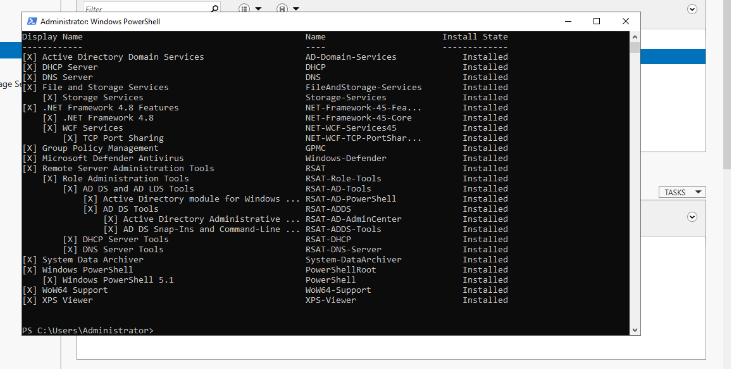 Filter
Administrator: Windows PowerShell
Display Name Name Install State
------------ ---- -------------
[X] Active Directory Domain Services AD-Domain-Services Installed
[X] DHCP Server DHCP Installed
[X] DNS Server DNS Installed
[X] File and Storage Services FileAndStorage-Services Installed
[X] Storage Services Storage-Services Installed
[X] .NET Framework 4.8 Features NET-Framework-45-Fea... Installed
[X] .NET Framework 4.8 NET-Framework-45-Core Installed
[X] WCF Services NET-WCF-Services45 Installed
[X] TCP Port Sharing NET-WCF-TCP-PortShar... Installed
[X] Group Policy Management GPMC Installed
[X] Microsoft Defender Antivirus Windows-Defender Installed
[X] Remote Server Administration Tools RSAT Installed
[X] Role Administration Tools RSAT-Role-Tools Installed
[X] AD DS and AD LDS Tools RSAT-AD-Tools Installed
[X] Active Directory module for Windows ... RSAT-AD-PowerShell Installed
[X] AD DS Tools RSAT-ADDS Installed
[X] Active Directory Administrative ... RSAT-AD-AdminCenter Installed
[X] AD DS Snap-Ins and Command-Line ... RSAT-ADDS-Tools Installed
[X] DHCP Server Tools RSAT-DHCP Installed
[X] DNS Server Tools RSAT-DNS-Server Installed
[X] System Data Archiver System-DataArchiver Installed
[X] Windows PowerShell PowerShellRoot Installed
[X] Windows PowerShell 5.1 PowerShell Installed
[X] WoW64 Support WoW64-Support Installed
[X] XPS Viewer XPS-Viewer Installed
PS C:\Users\Administrator>
age S
TASKS